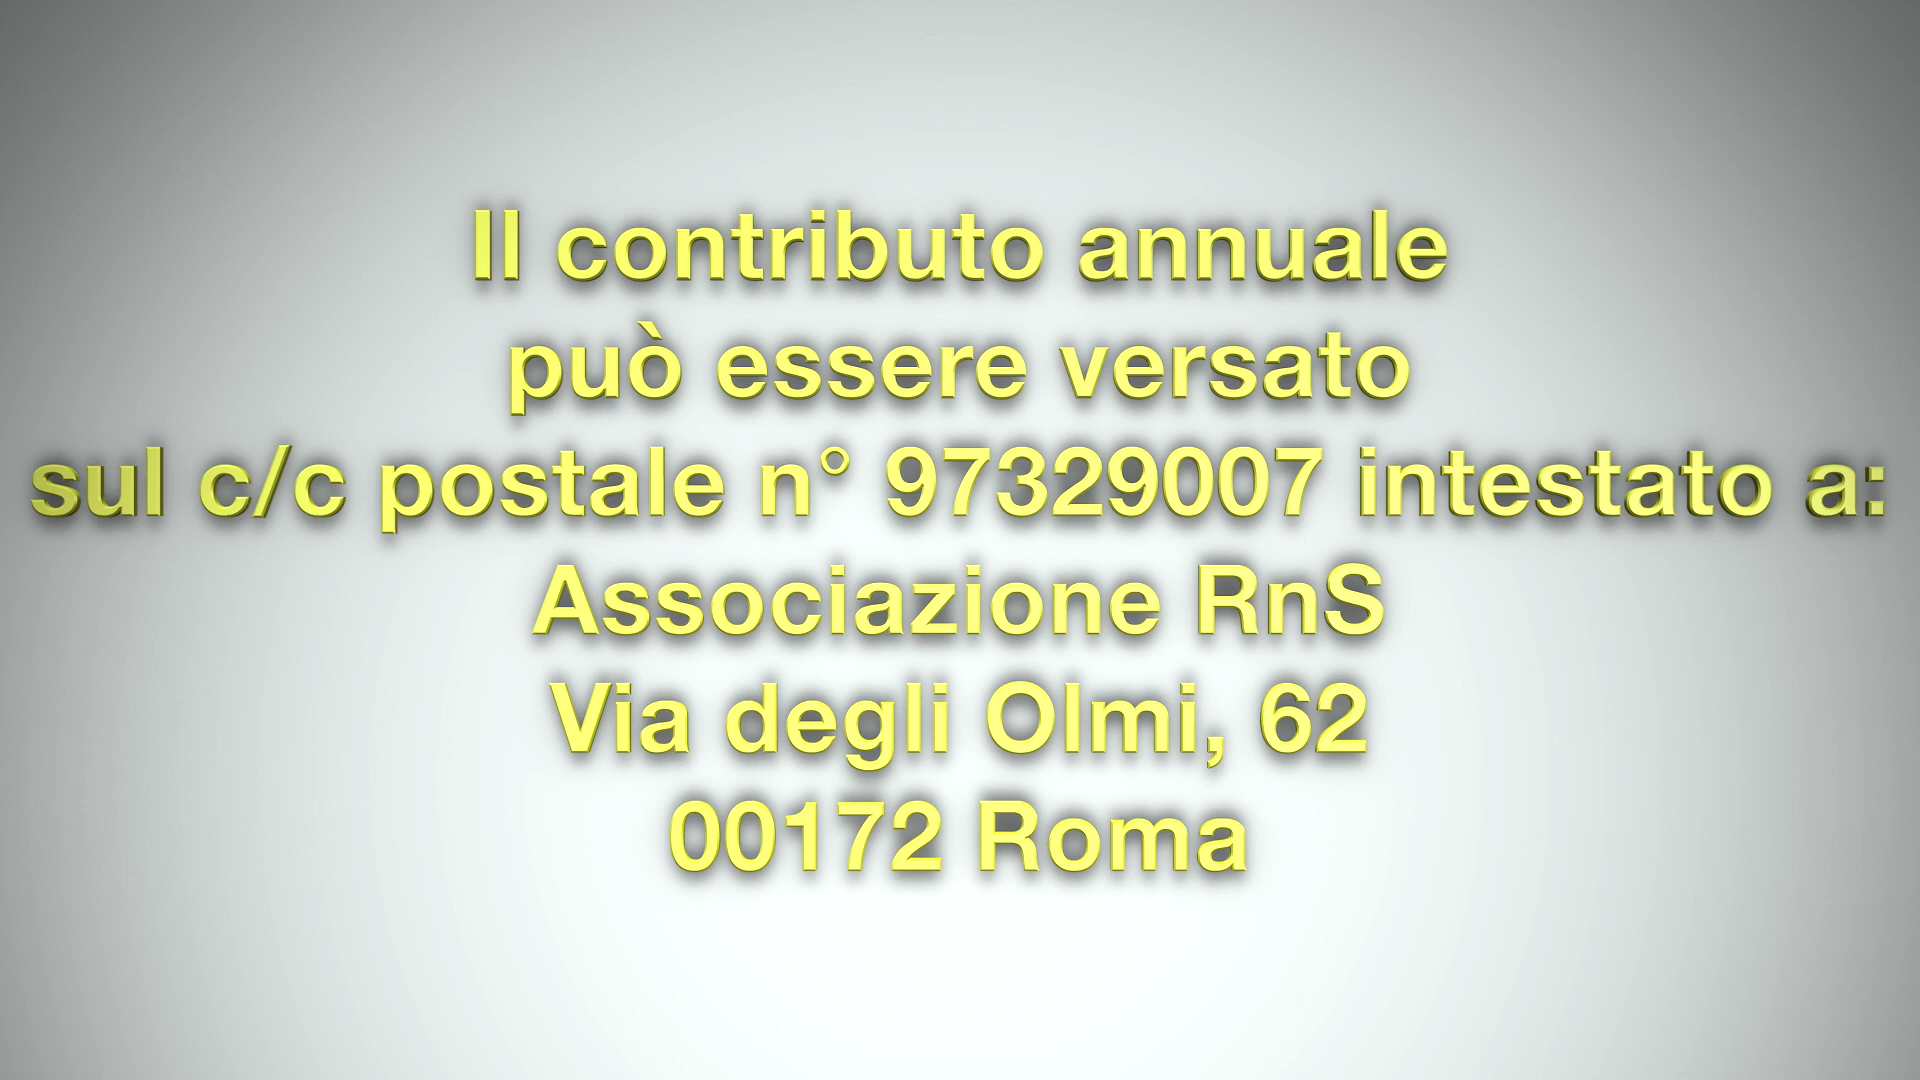 Il contributo annuale
può essere versato
sul c/c postale n° 97329007 intestato a:
Associazione RnS
Via degli Olmi, 62
00172 Roma